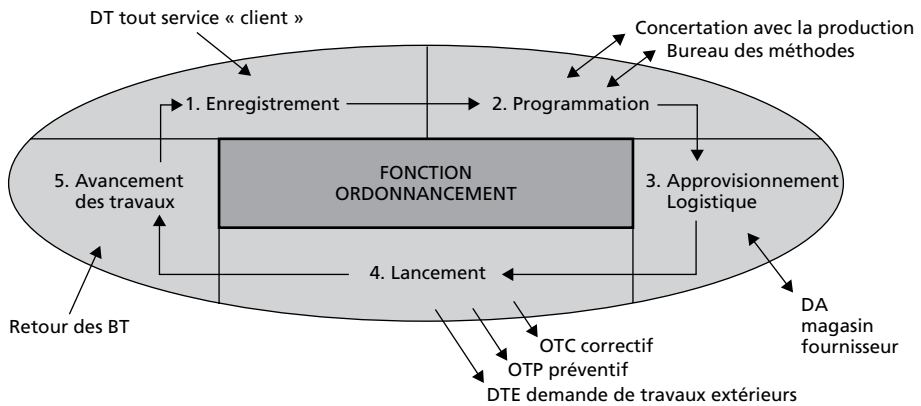 DT tout service « client »
Concertation avec la production
Bureau des méthodes
1. Enregistrement
2. Programmation
FONCTION
ORDONNANCEMENT
5. Avancement
des travaux
3. Approvisionnement
Logistique
4. Lancement
Retour des BT
DA
magasin
fournisseur
OTC correctif
OTP préventif
DTE demande de travaux extérieurs